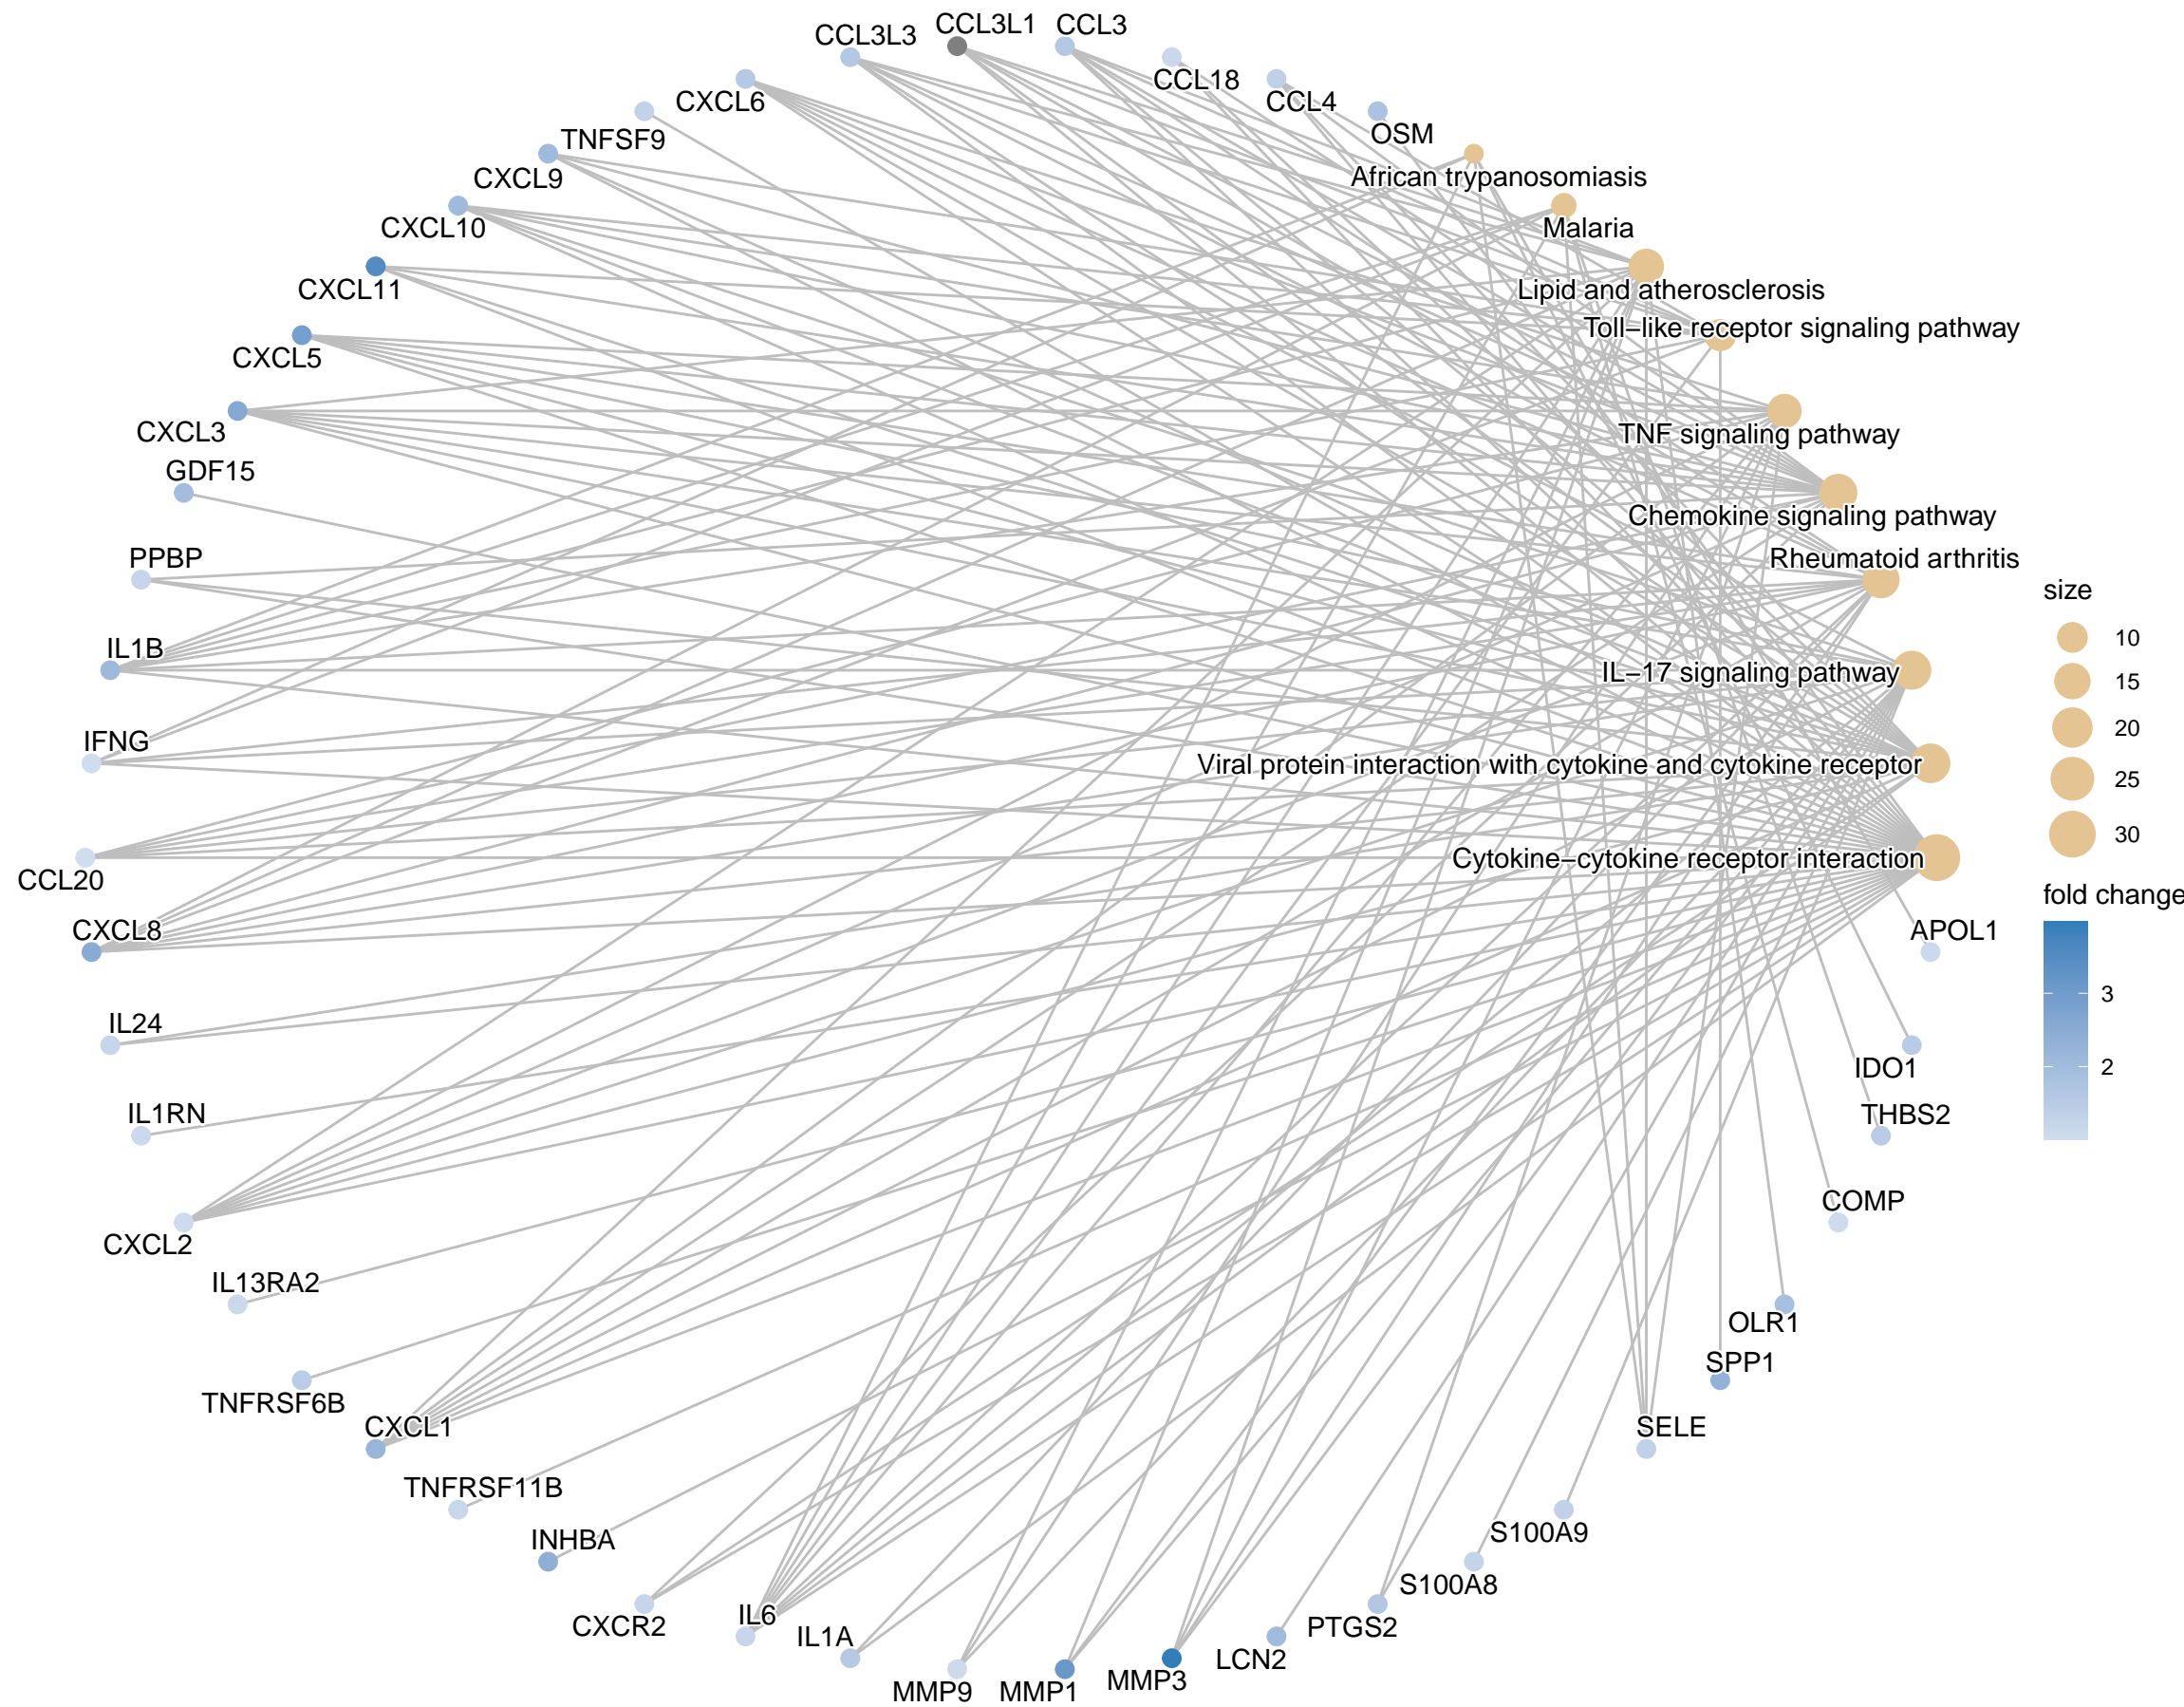 CCL3L1
CCL3
CCL3L3
CCL18
CXCL6
CCL4
OSM
TNFSF9
CXCL9
African trypanosomiasis
CXCL10
Malaria
CXCL11
Lipid and atherosclerosis
Toll−like receptor signaling pathway
CXCL5
CXCL3
TNF signaling pathway
GDF15
Chemokine signaling pathway
PPBP
Rheumatoid arthritis
IL1B
IL−17 signaling pathway
IFNG
Viral protein interaction with cytokine and cytokine receptor
Cytokine−cytokine receptor interaction
CCL20
CXCL8
APOL1
IL24
IDO1
IL1RN
THBS2
COMP
CXCL2
IL13RA2
OLR1
SPP1
TNFRSF6B
CXCL1
SELE
TNFRSF11B
S100A9
INHBA
S100A8
CXCR2
IL6
IL1A
PTGS2
LCN2
MMP3
MMP1
MMP9
size
10
15
20
25
30
fold change
3
2